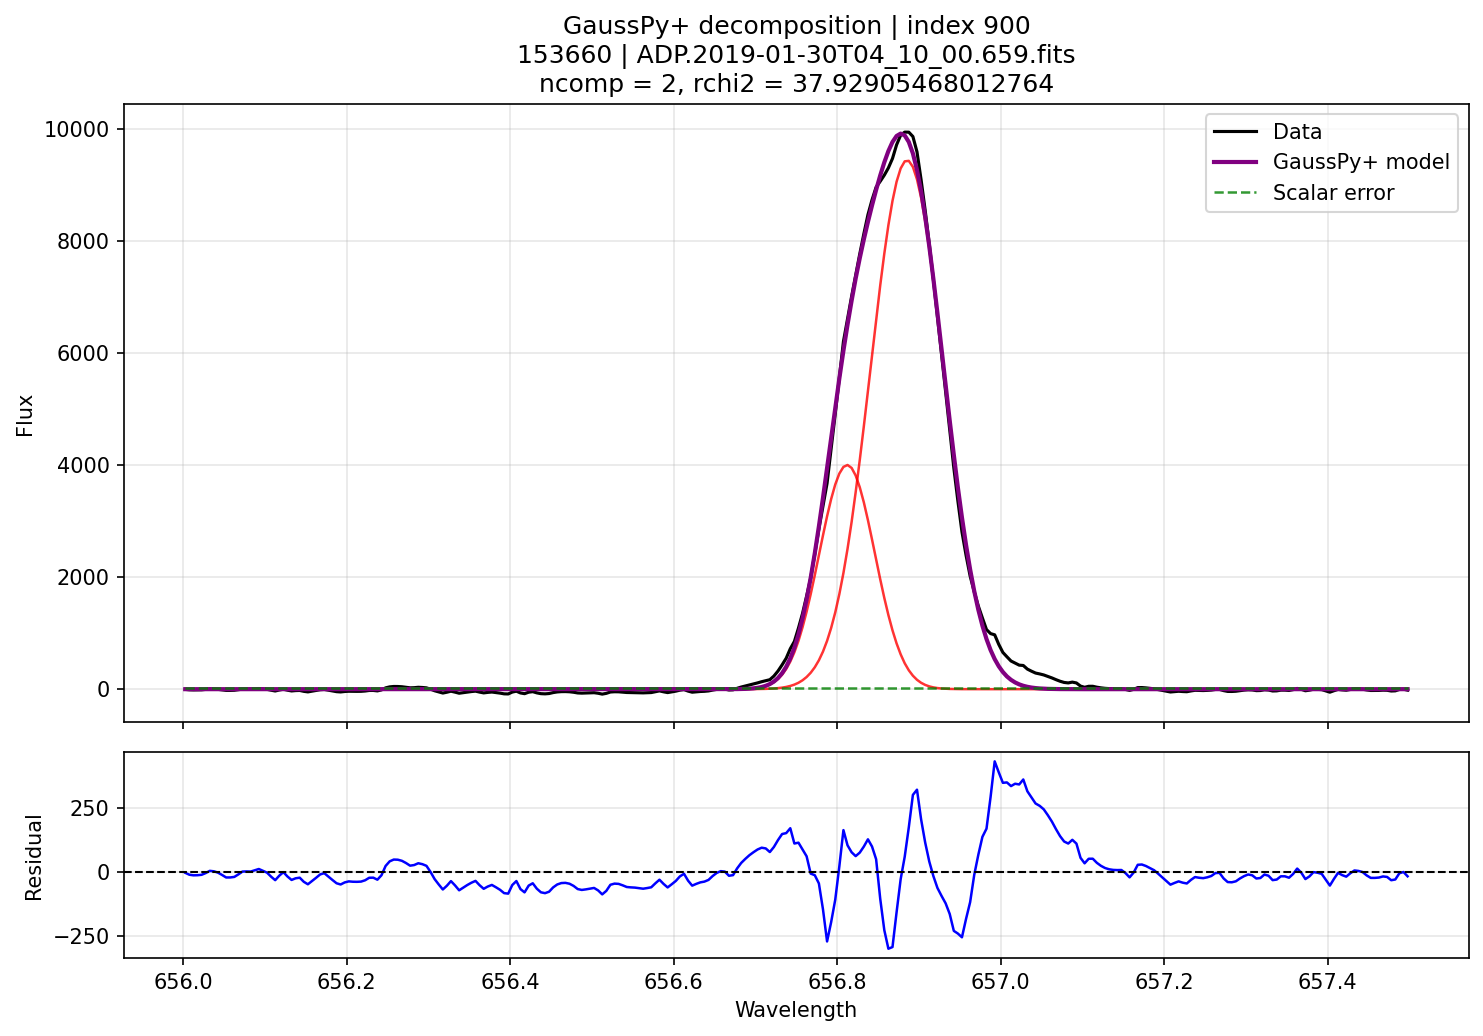 GaussPy+ decomposition | index 900
153660 | ADP.2019-01-30T04_10_00.659.fits
ncomp = 2, rchi2 = 37.92905468012764
Data
GaussPy+ model
Scalar error
10000
8000
6000
4000
2000
0
Flux
250
0
−250
Residual
656.0 656.2 656.4 656.6 656.8 657.0 657.2 657.4
Wavelength